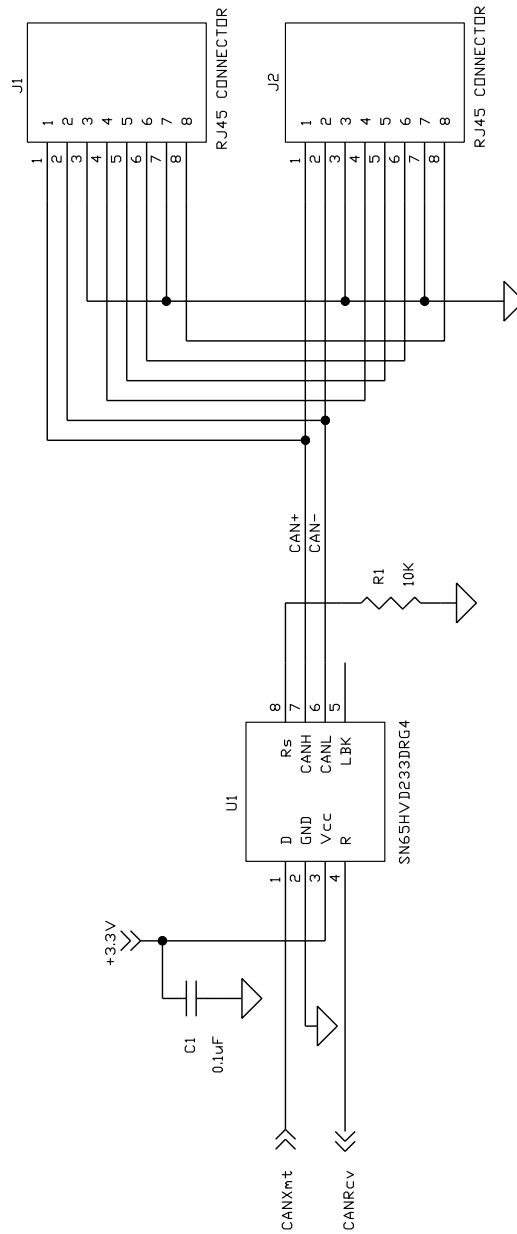 J1
1 1
2 2
3 3
4 4
5 5
6 6
7 7
8 8
RJ45 CONNECTOR
J2
1 1
2 2
3 3
4 4
5 5
6 6
7 7
8 8
RJ45 CONNECTOR
CAN+
CAN-
R1
10K
U1
1 D Rs 8
2 GND CANH 7
3 Vcc CANL 6
4 R LBK 5
SN65HVD233DRG4
+3.3V
C1
0.1uF
CANXmt
CANRcv